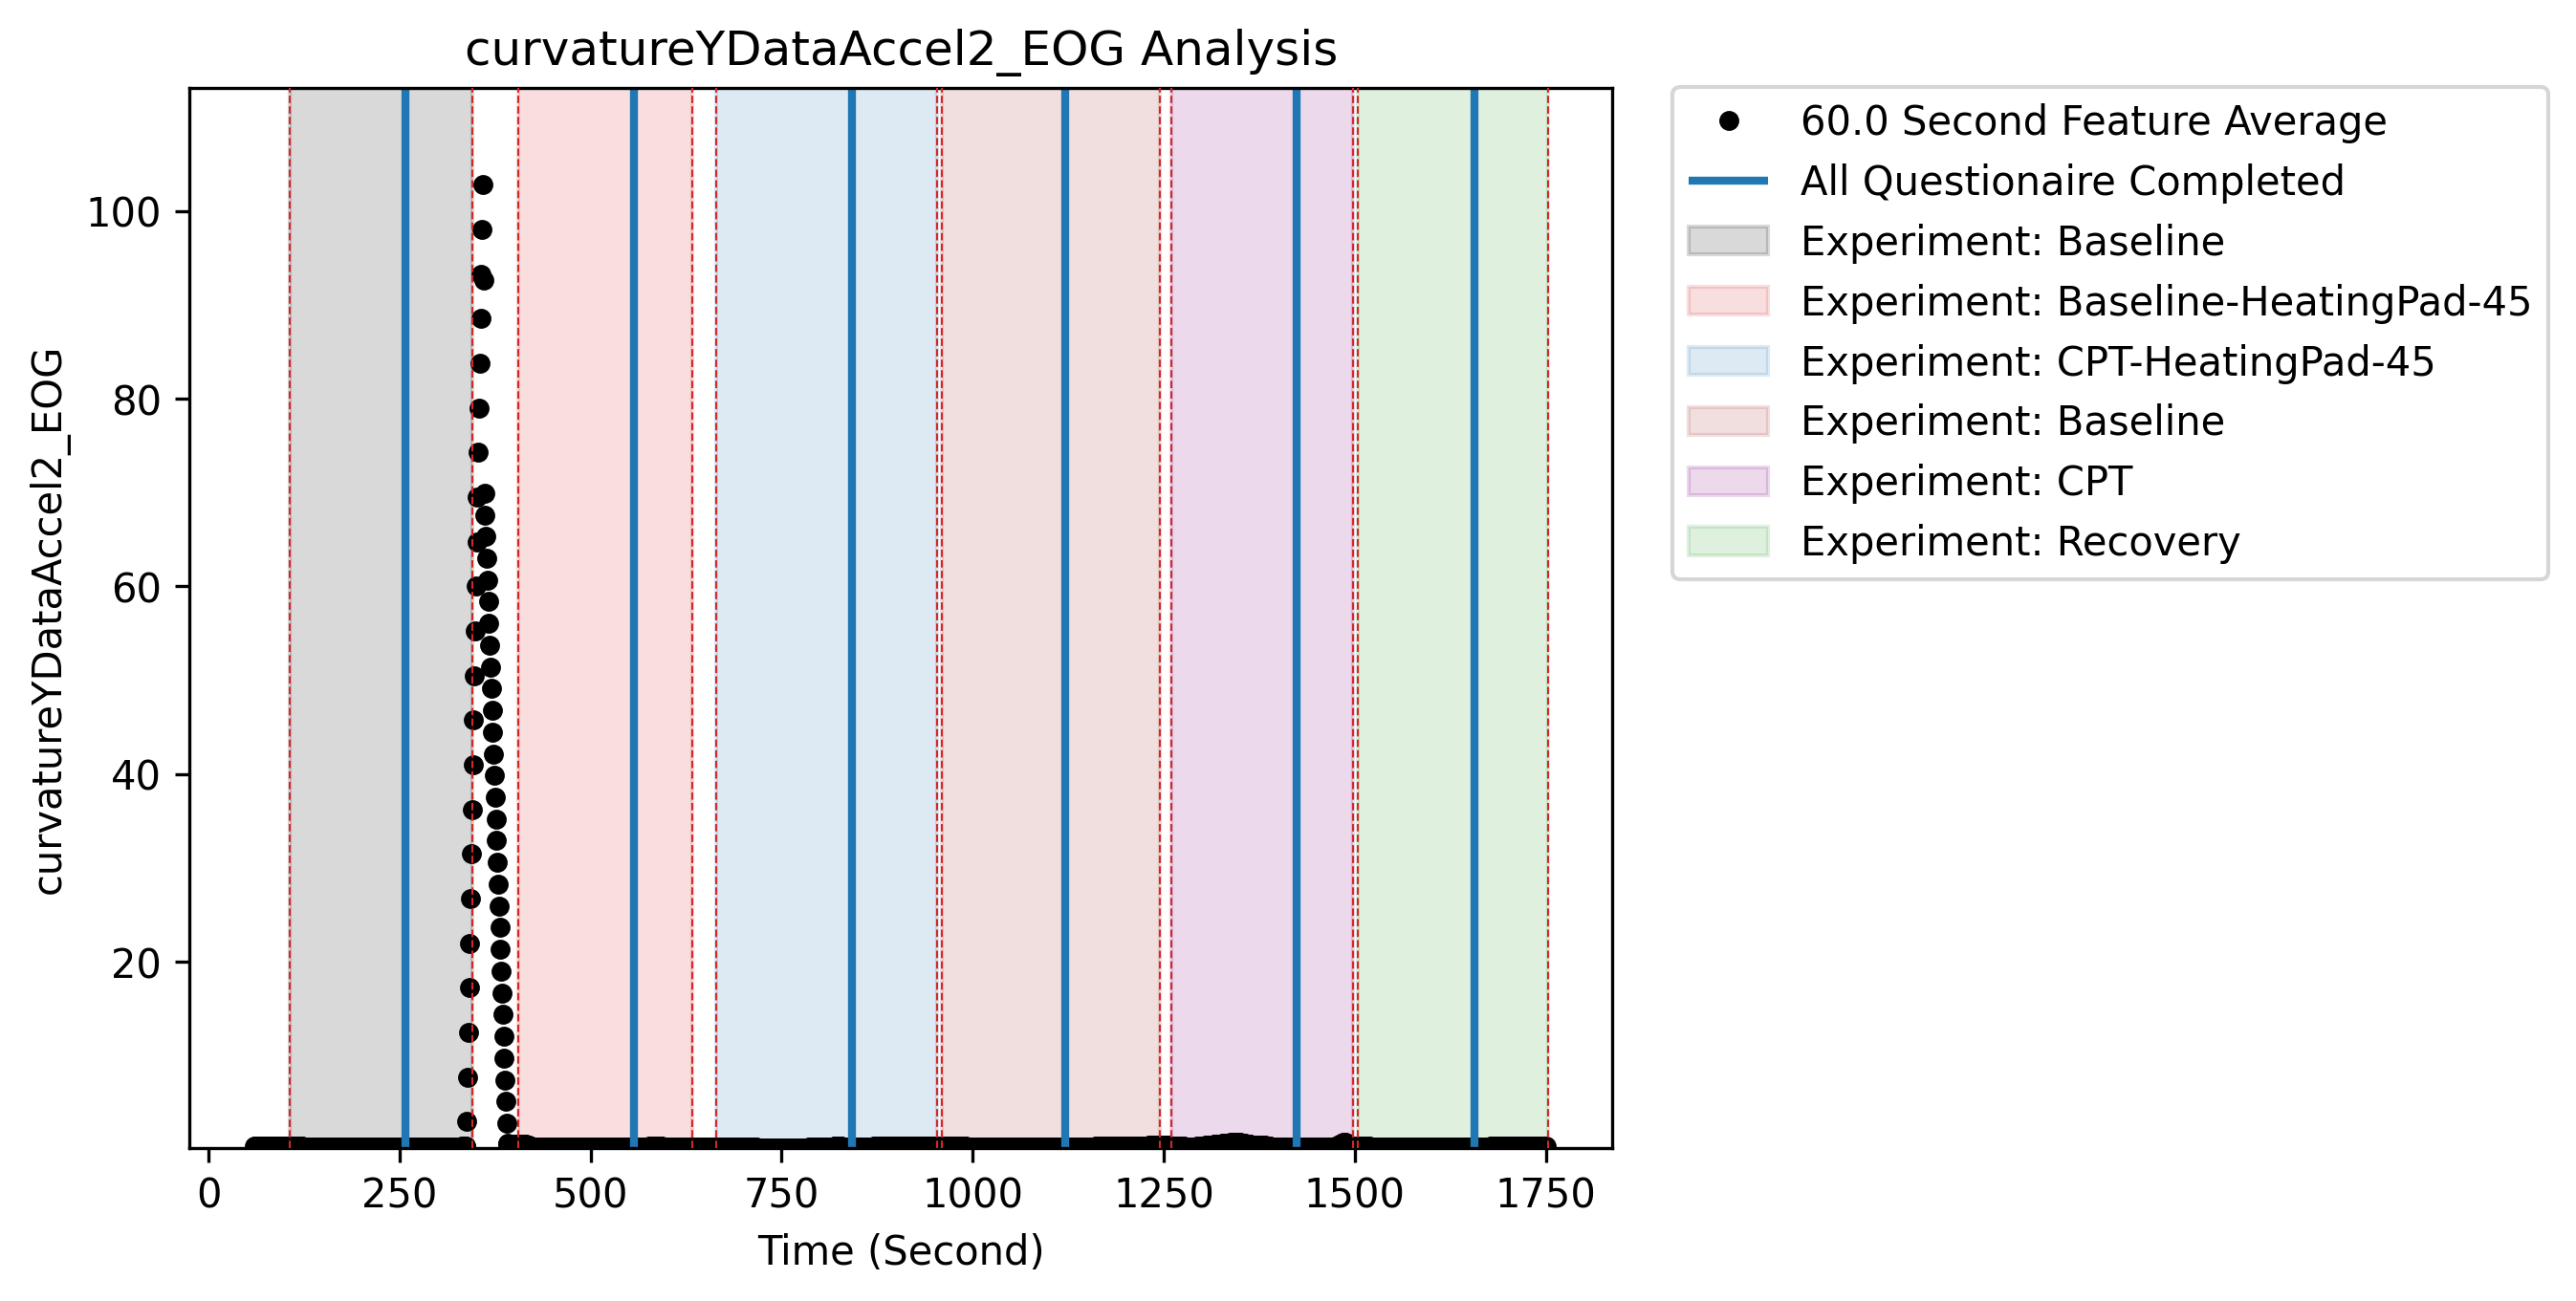 curvatureYDataAccel2_EOG Analysis
curvatureYDataAccel2_EOG
100
80
60
40
20
0
250
500
750
1000
1250
1500
1750
Time (Second)
60.0 Second Feature Average
All Questionaire Completed
Experiment: Baseline
Experiment: Baseline-HeatingPad-45
Experiment: CPT-HeatingPad-45
Experiment: Baseline
Experiment: CPT
Experiment: Recovery